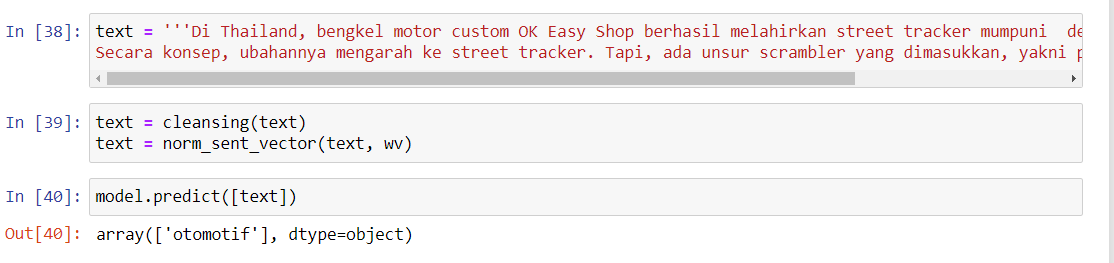 In [38]: text = '''Di Thailand, bengkel motor custom OK Easy Shop berhasil melahirkan street tracker mumpuni
Secara konsep, ubahannya mengarah ke street tracker. Tapi, ada unsur scrambler yang dimasukkan, yakni
In [39]: text = cleansing(text)
text = norm_sent_vector(text, wv)
In [40]: model.predict([text])
Out[40]: array(['otomotif'], dtype=object)